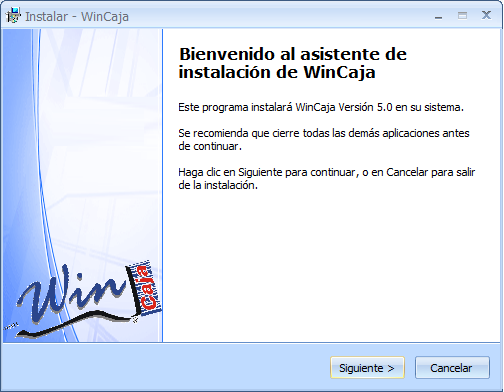 Instalar - WinCaja
Bienvenido al asistente de
instalación de WinCaja
Este programa instalará WinCaja Versión 5.0 en su sistema.
Se recomienda que cierre todas las demás aplicaciones antes
de continuar.
Haga clic en Siguiente para continuar, o en Cancelar para salir
de la instalación.
Win Caja
Siguiente >
Cancelar